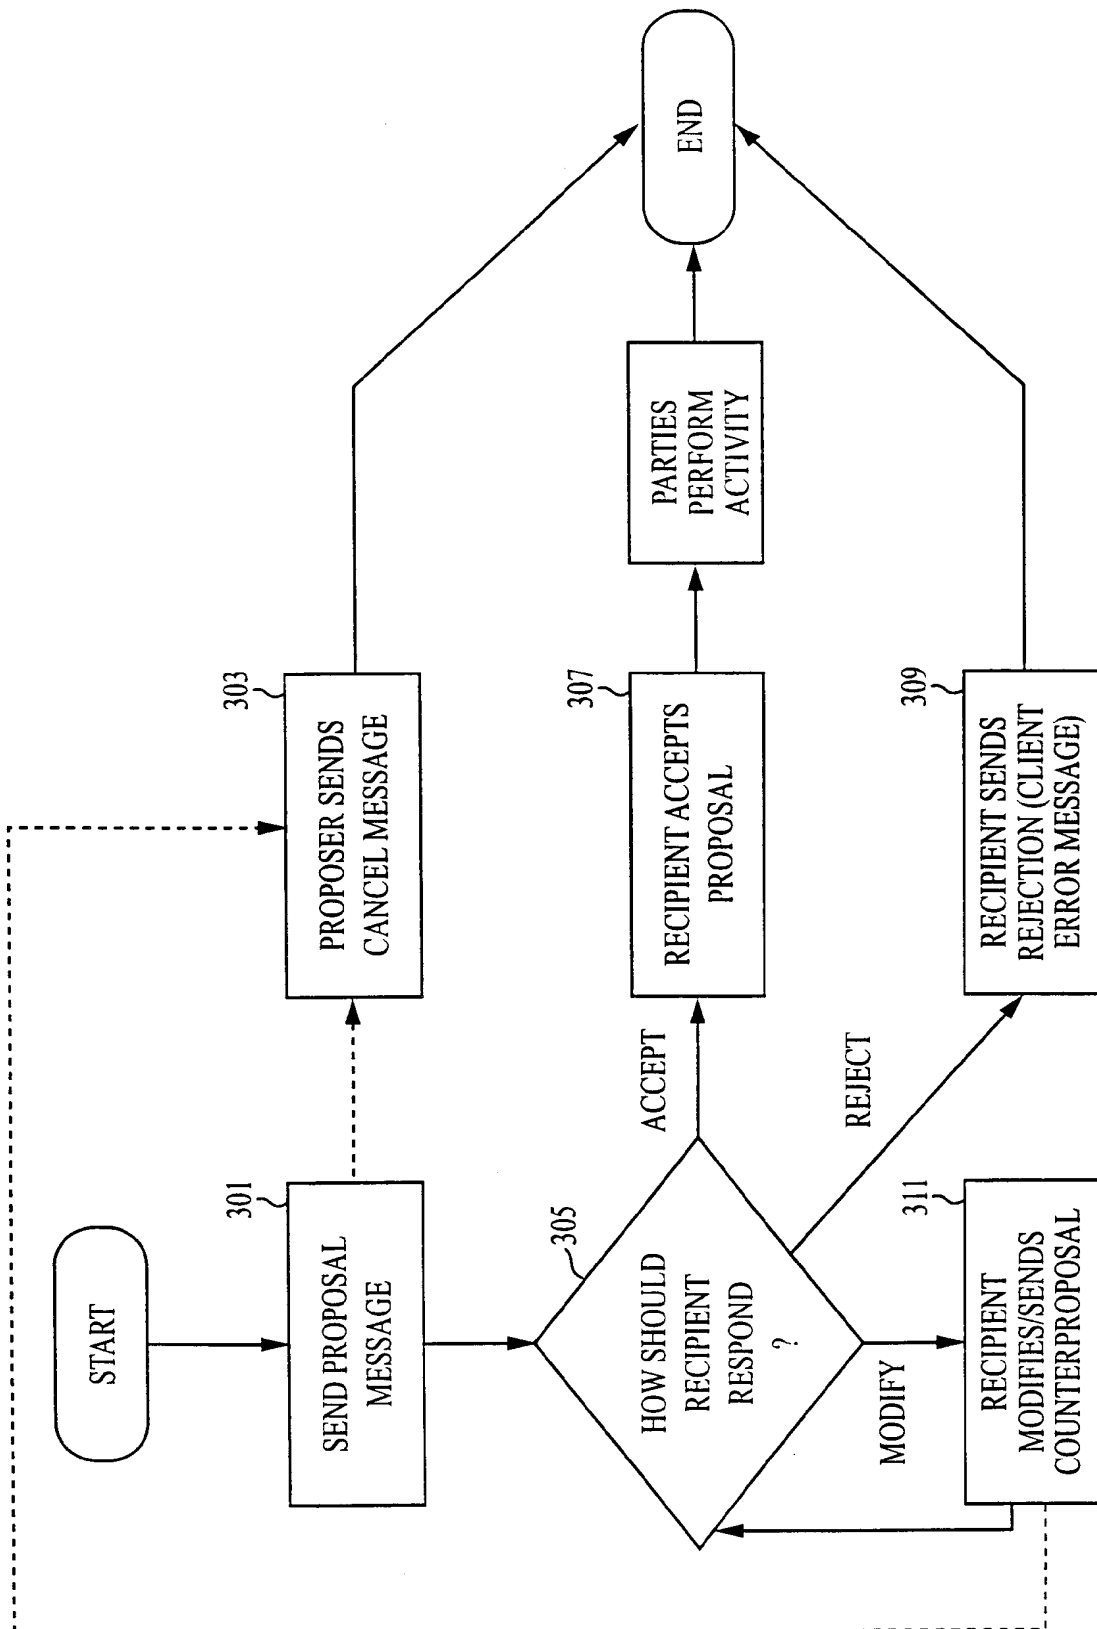 START
301
SEND PROPOSAL
MESSAGE
303
PROPOSER SENDS
CANCEL MESSAGE
305
HOW SHOULD
RECIPIENT
RESPOND
?
ACCEPT
307
RECIPIENT ACCEPTS
PROPOSAL
PARTIES
PERFORM
ACTIVITY
END
REJECT
309
RECIPIENT SENDS
REJECTION (CLIENT
ERROR MESSAGE)
MODIFY
311
RECIPIENT
MODIFIES/SENDS
COUNTERPROPOSAL